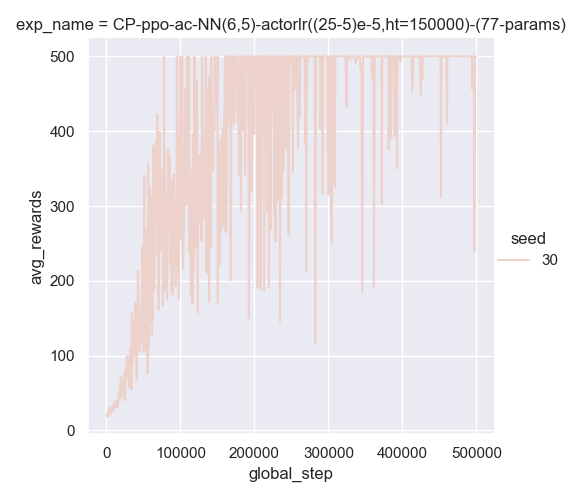 exp_name = CP-ppo-ac-NN(6,5)-actorlr((25-5)e-5,ht=150000)-(77-params)
500
400
300
200
100
0
avg_rewards
0 100000 200000 300000 400000 500000
global_step
seed
30